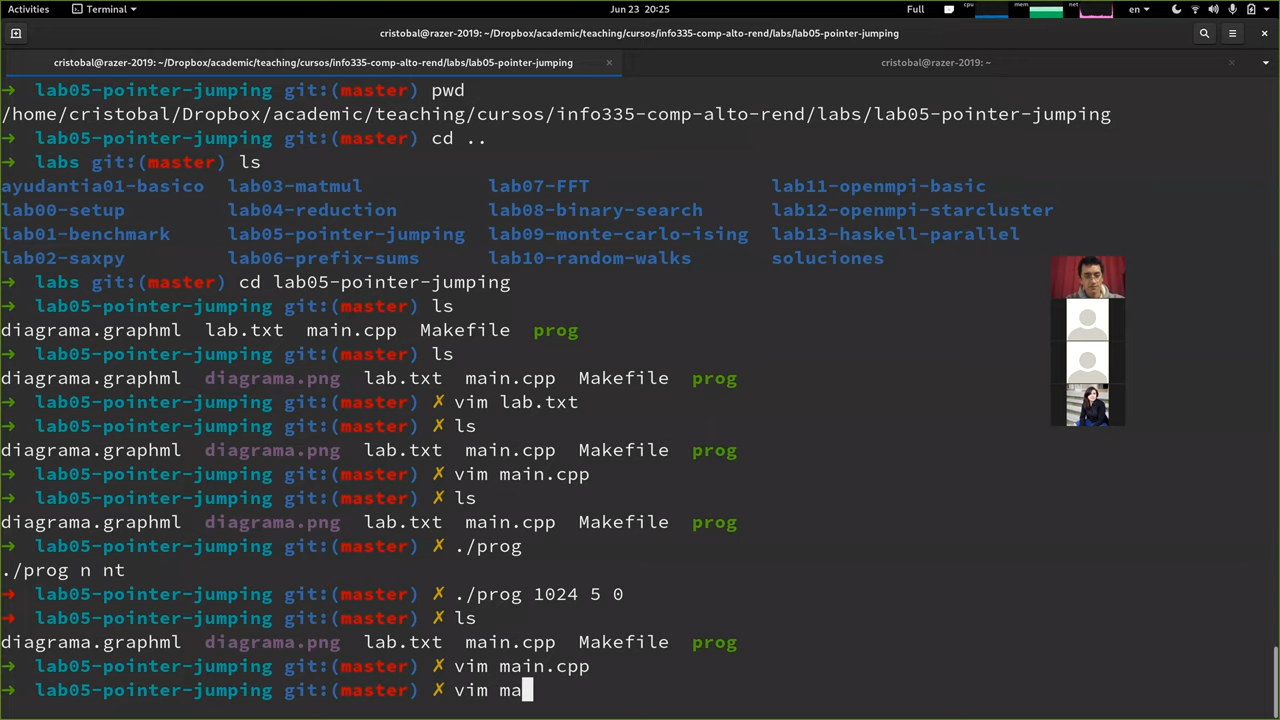 Activities Terminal Jun 23 20:25 Full cpu mem net en
cristobal@razer-2019: ~/Dropbox/academic/teaching/cursos/info335-comp-alto-rend/labs/lab05-pointer-jumping
cristobal@razer-2019: ~/Dropbox/academic/teaching/cursos/info335-comp-alto-rend/labs/lab05-pointer-jumping × cristobal@razer-2019: ~ ×
→ lab05-pointer-jumping git:(master) pwd
/home/cristobal/Dropbox/academic/teaching/cursos/info335-comp-alto-rend/labs/lab05-pointer-jumping
→ lab05-pointer-jumping git:(master) cd ..
→ labs git:(master) ls
ayudantia01-basico lab03-matmul lab07-FFT lab11-openmpi-basic
lab00-setup lab04-reduction lab08-binary-search lab12-openmpi-starcluster
lab01-benchmark lab05-pointer-jumping lab09-monte-carlo-ising lab13-haskell-parallel
lab02-saxpy lab06-prefix-sums lab10-random-walks soluciones
→ labs git:(master) cd lab05-pointer-jumping
→ lab05-pointer-jumping git:(master) ls
diagrama.graphml lab.txt main.cpp Makefile prog
→ lab05-pointer-jumping git:(master) ls
diagrama.graphml diagrama.png lab.txt main.cpp Makefile prog
→ lab05-pointer-jumping git:(master) ✗ vim lab.txt
→ lab05-pointer-jumping git:(master) ✗ ls
diagrama.graphml diagrama.png lab.txt main.cpp Makefile prog
→ lab05-pointer-jumping git:(master) ✗ vim main.cpp
→ lab05-pointer-jumping git:(master) ✗ ls
diagrama.graphml diagrama.png lab.txt main.cpp Makefile prog
→ lab05-pointer-jumping git:(master) ✗ ./prog
./prog n nt
→ lab05-pointer-jumping git:(master) ✗ ./prog 1024 5 0
→ lab05-pointer-jumping git:(master) ✗ ls
diagrama.graphml diagrama.png lab.txt main.cpp Makefile prog
→ lab05-pointer-jumping git:(master) ✗ vim main.cpp
→ lab05-pointer-jumping git:(master) ✗ vim ma